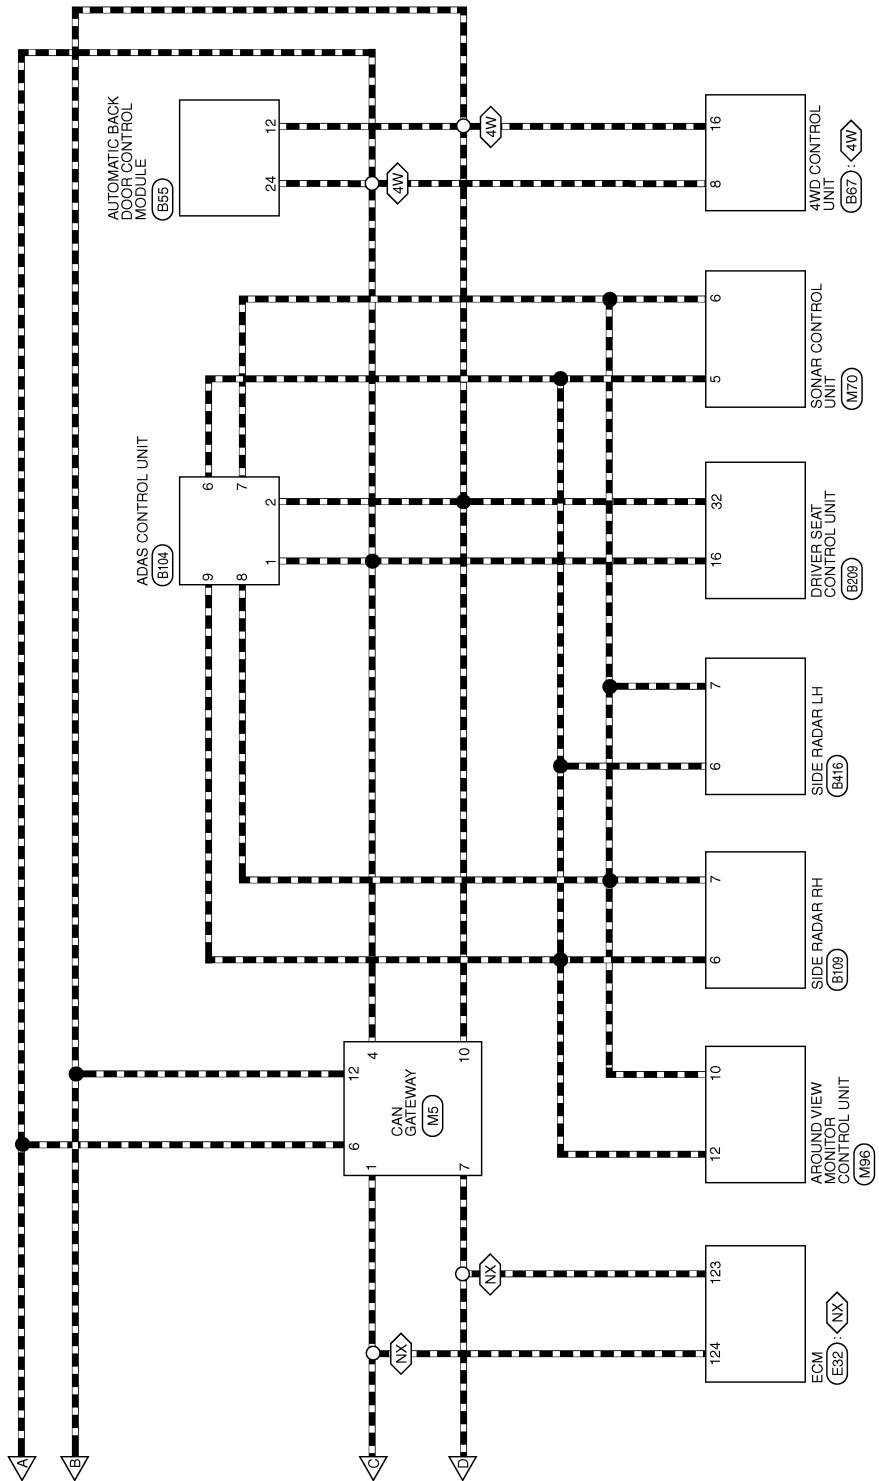 A
B
C
D
ADAS CONTROL UNIT
B104
9
8
6
7
1
2
AUTOMATIC BACK
DOOR CONTROL
MODULE
B55
24
12
4W
4W
CAN
GATEWAY
M5
6
12
1
4
7
10
NX
NX
124
123
ECM
E32 : NX
12
10
AROUND VIEW
MONITOR
CONTROL UNIT
M96
6
7
SIDE RADAR RH
B109
6
7
SIDE RADAR LH
B416
16
32
DRIVER SEAT
CONTROL UNIT
B209
5
6
SONAR CONTROL
UNIT
M70
8
16
4WD CONTROL
UNIT
B67 : 4W